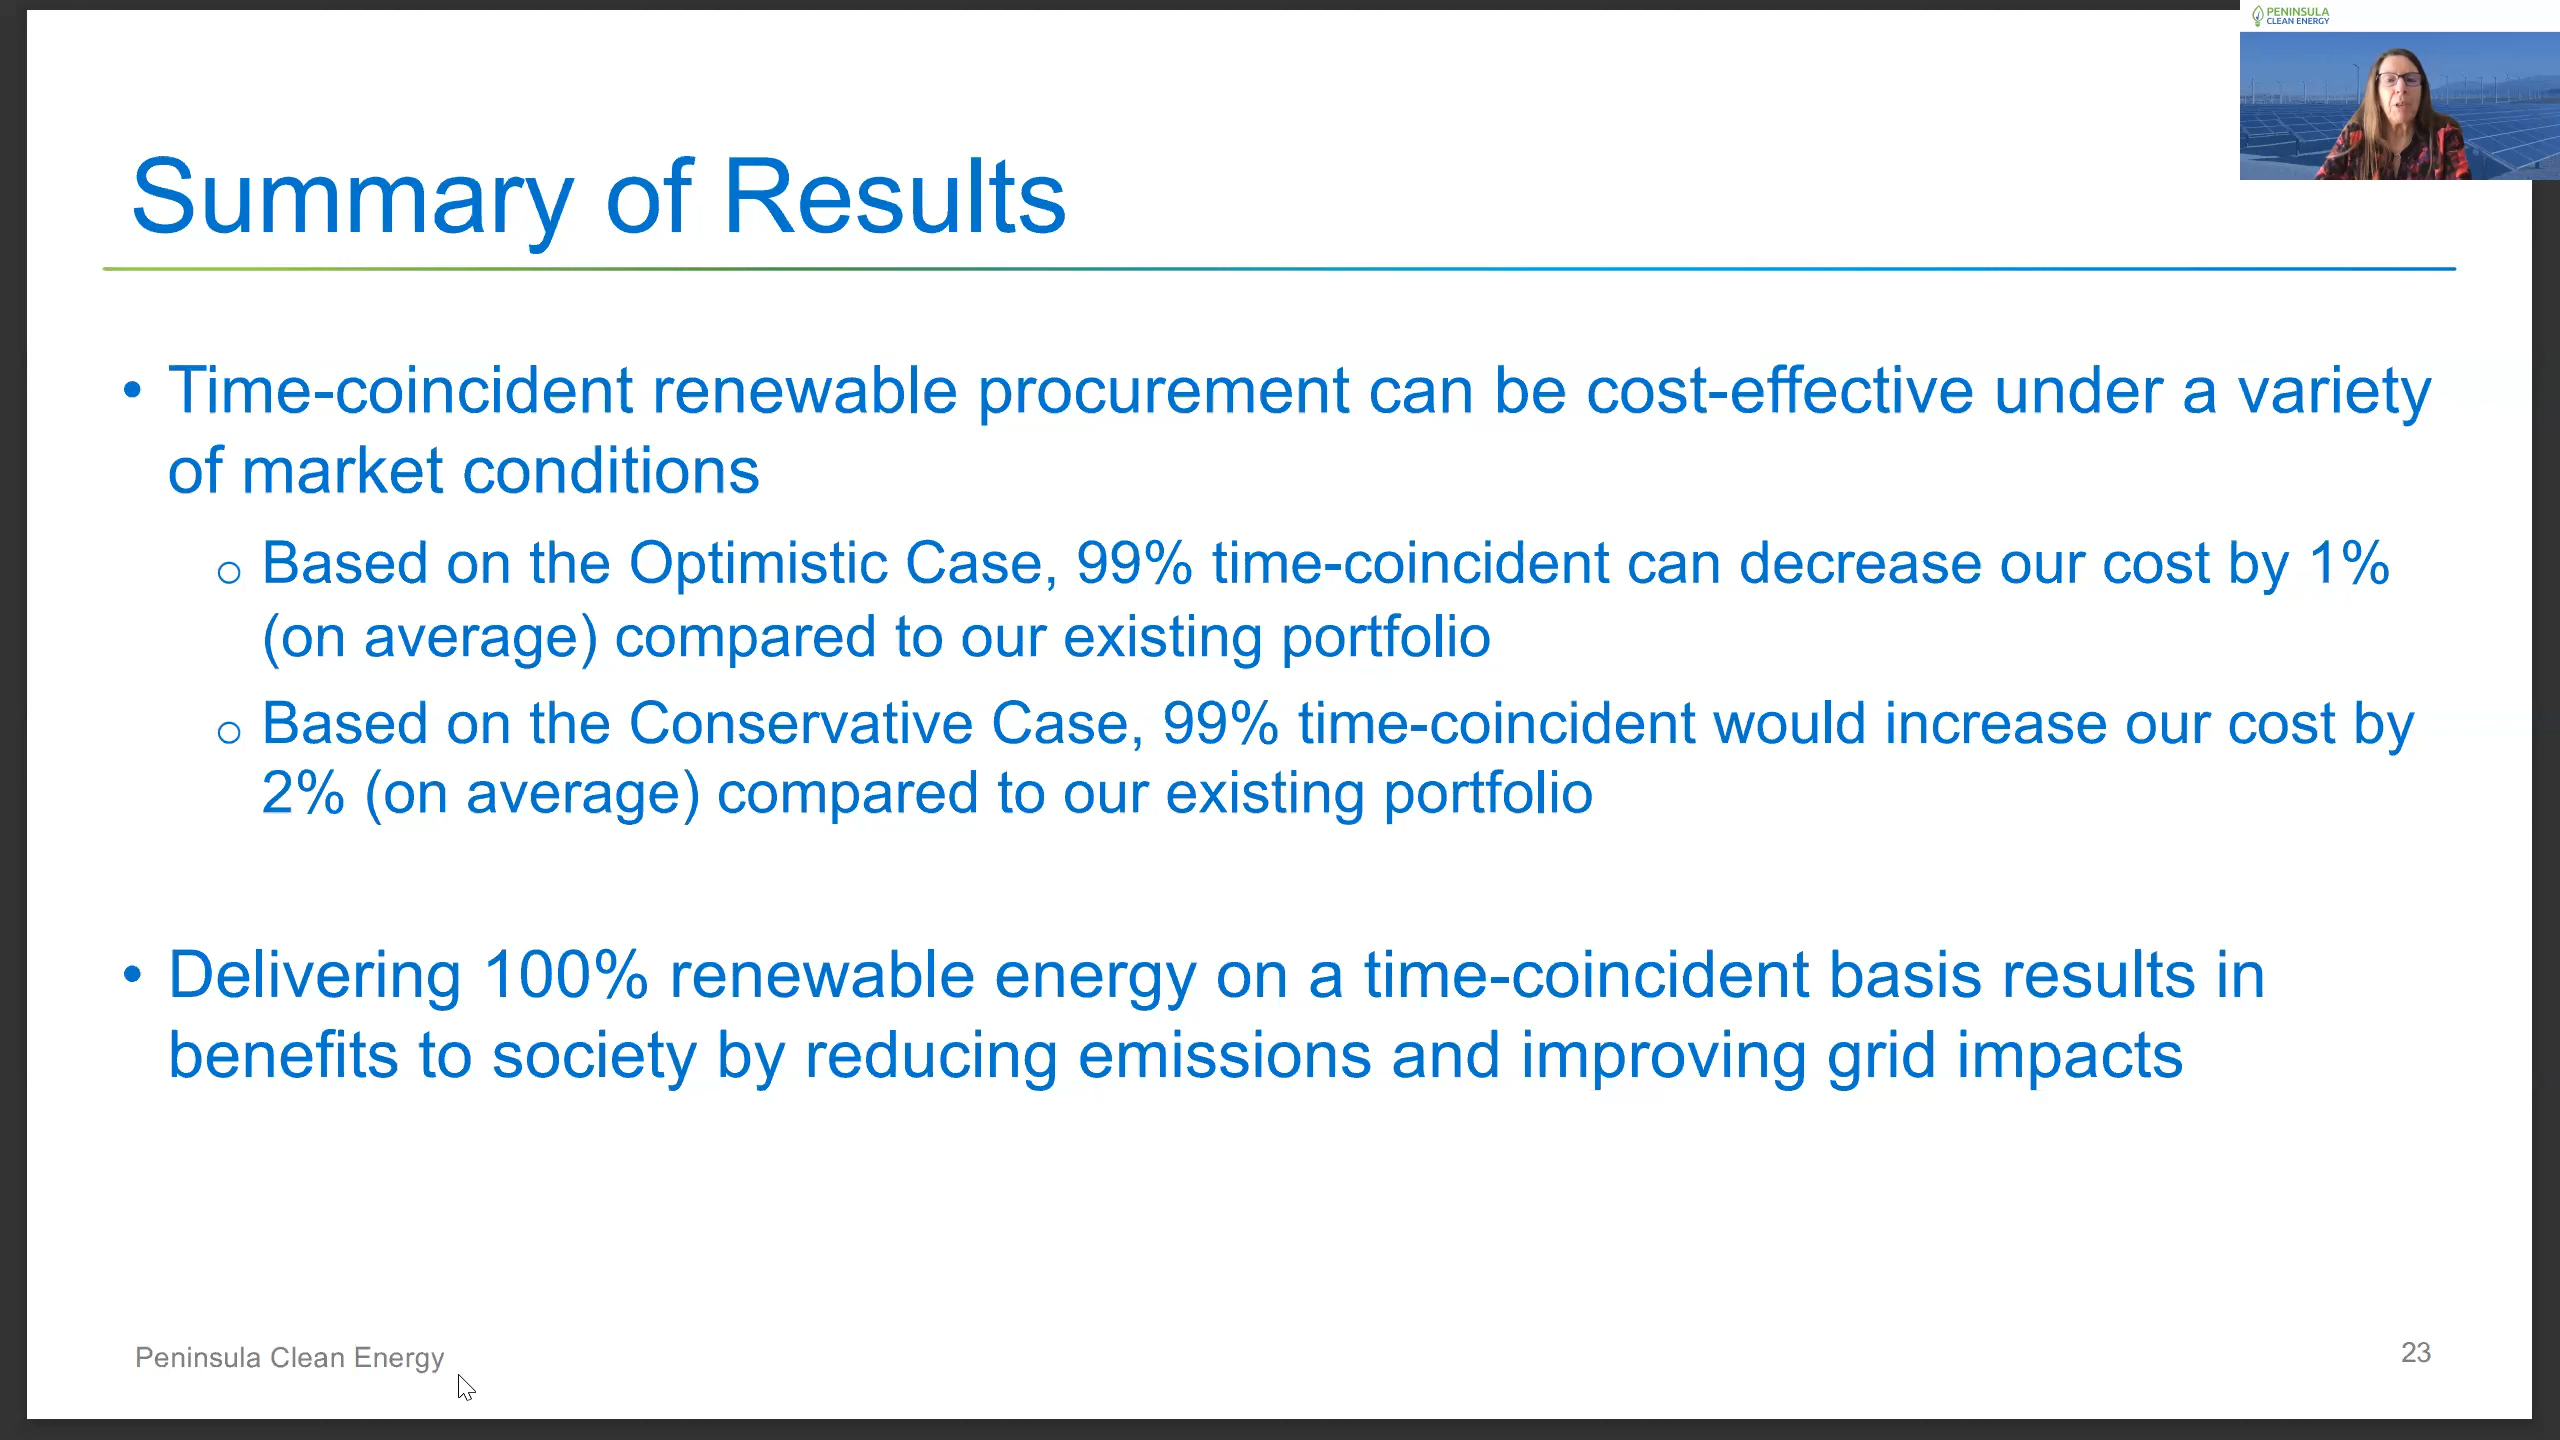 PENINSULA
CLEAN ENERGY
Summary of Results
• Time-coincident renewable procurement can be cost-effective under a variety
of market conditions
o Based on the Optimistic Case, 99% time-coincident can decrease our cost by 1%
(on average) compared to our existing portfolio
o Based on the Conservative Case, 99% time-coincident would increase our cost by
2% (on average) compared to our existing portfolio
• Delivering 100% renewable energy on a time-coincident basis results in
benefits to society by reducing emissions and improving grid impacts
Peninsula Clean Energy
23